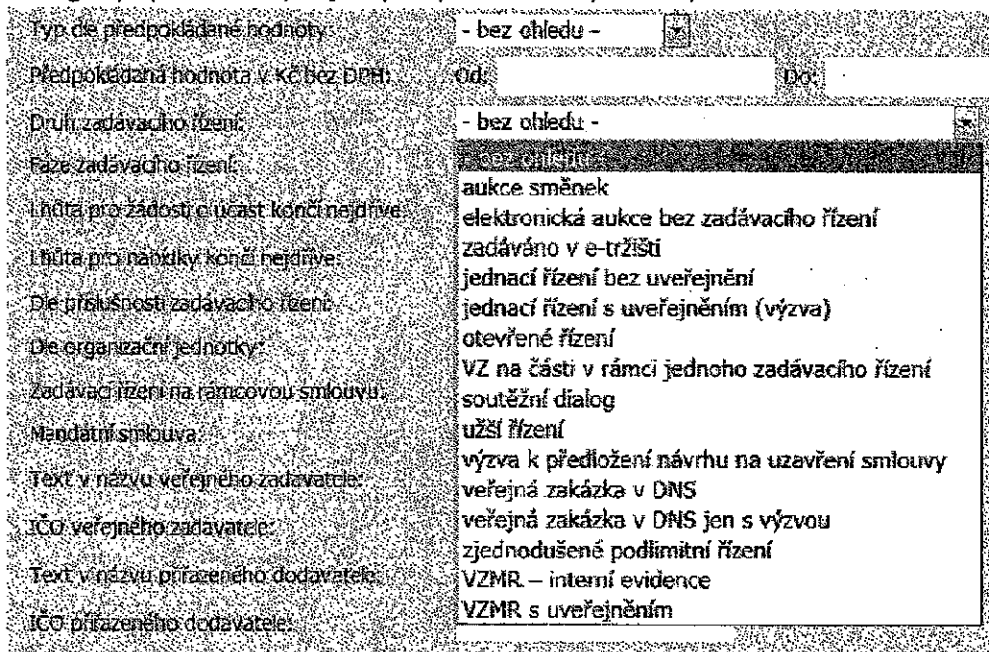 Typ dle předpokládané hodnoty: - bez ohledu -
Předpokládaná hodnota v Kč bez DPH: Od: Do:
Druh zadávacího řízení: - bez ohledu -
Fáze zadávacího řízení: - bez ohledu -
aukce směnek
Lhůta pro žádosti o účast končí nejdříve:
elektronická aukce bez zadávacího řízení
zadáváno v e-tržišti
Lhůta pro nabídky končí nejdříve:
jednací řízení bez uveřejnění
Dle příslušnosti zadávacího řízení:
jednací řízení s uveřejněním (výzva)
otevřené řízení
Dle organizační jednotky:
VZ na části v rámci jednoho zadávacího řízení
Zadávací řízení na rámcovou smlouvu:
soutěžní dialog
Mandátní smlouva:
užší řízení
výzva k předložení návrhu na uzavření smlouvy
Text v názvu veřejného zadavatele:
veřejná zakázka v DNS
IČO veřejného zadavatele:
veřejná zakázka v DNS jen s výzvou
zjednodušené podlimitní řízení
Text v názvu přiřazeného dodavatele:
VZMR – interní evidence
VZMR s uveřejněním
IČO přiřazeného dodavatele: